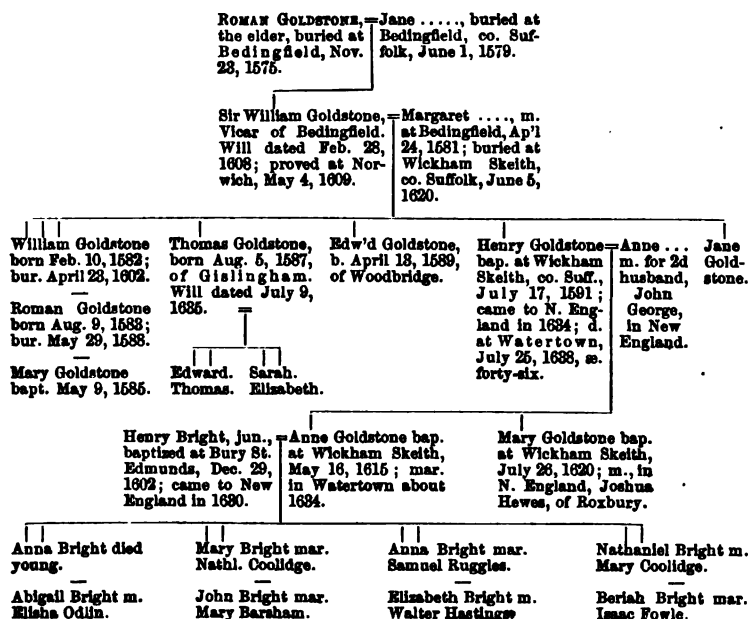 ROMAN GOLDSTONE,
the elder, buried at
Bedingfield, Nov.
23, 1575.
=
Jane ....., buried at
Bedingfield, co. Suf-
folk, June 1, 1579.
Sir William Goldstone,
Vicar of Bedingfield.
Will dated Feb. 28,
1608; proved at Nor-
wich, May 4, 1609.
=
Margaret ...., m.
at Bedingfield, Ap'l
24, 1581; buried at
Wickham Skeith,
co. Suffolk, June 5,
1620.
William Goldstone
born Feb. 10, 1582;
bur. April 23, 1602.
—
Roman Goldstone
born Aug. 9, 1583;
bur. May 29, 1588.
—
Mary Goldstone
bapt. May 9, 1585.
Thomas Goldstone,
born Aug. 5, 1587,
of Gislingham.
Will dated July 9,
1635.
=
Edward. Sarah.
Thomas. Elizabeth.
Edw'd Goldstone,
b. April 13, 1589,
of Woodbridge.
Henry Goldstone
bap. at Wickham
Skeith, co. Suff.,
July 17, 1591;
came to N. Eng-
land in 1634; d.
at Watertown,
July 25, 1638, æ.
forty-six.
=
Anne ...
m. for 2d
husband,
John
George,
in New
England.
Jane
Gold-
stone.
Henry Bright, jun.,
baptized at Bury St.
Edmunds, Dec. 29,
1602; came to New
England in 1630.
=
Anne Goldstone bap.
at Wickham Skeith,
May 16, 1615; mar.
in Watertown about
1634.
Mary Goldstone bap.
at Wickham Skeith,
July 26, 1620; m., in
N. England, Joshua
Hewes, of Roxbury.
Anna Bright died
young.
—
Abigail Bright m.
Elisha Odlin.
Mary Bright mar.
Nathl. Coolidge.
—
John Bright mar.
Mary Barsham.
Anna Bright mar.
Samuel Ruggles.
—
Elizabeth Bright m.
Walter Hastings
Nathaniel Bright m.
Mary Coolidge.
—
Beriah Bright mar.
Isaac Fowle.